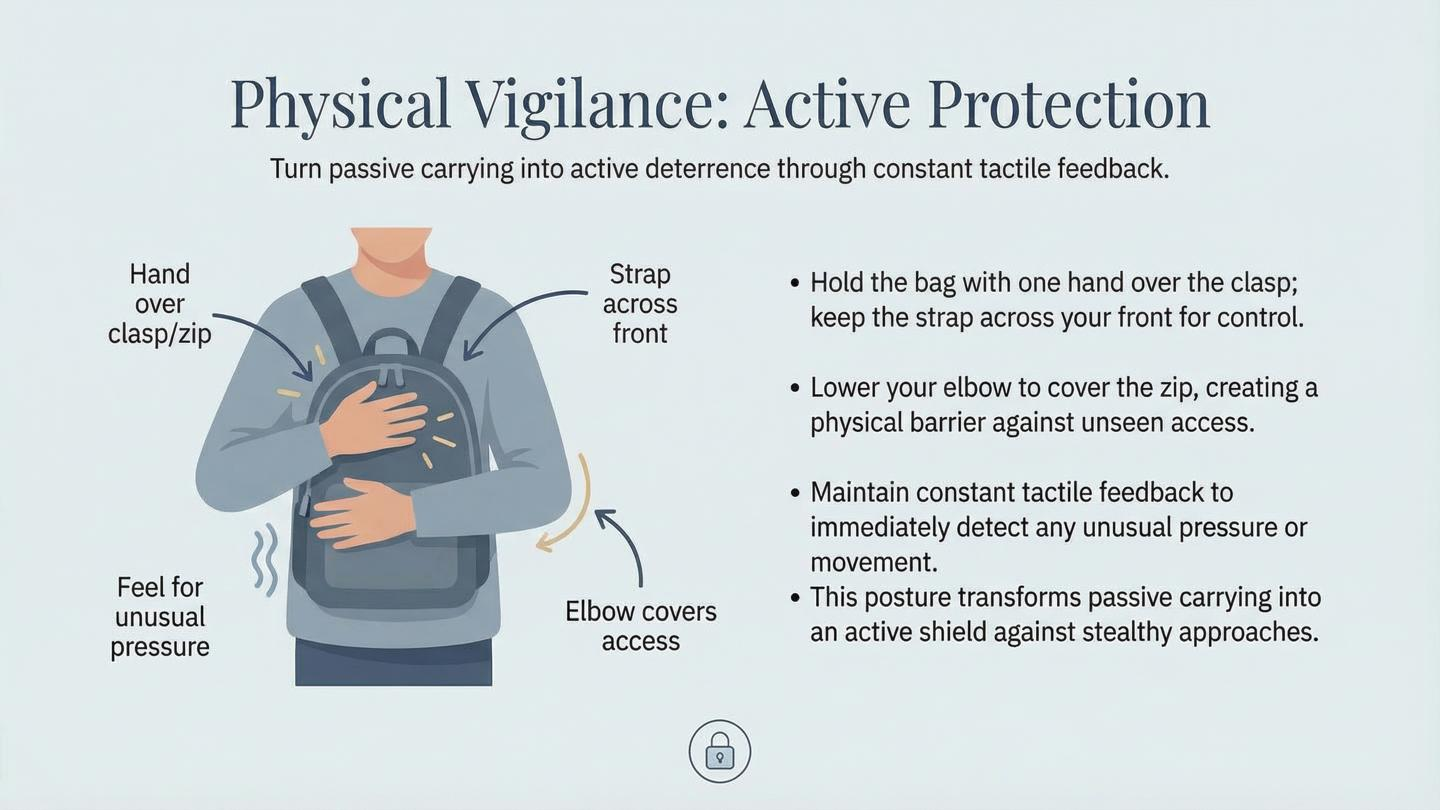 Physical Vigilance: Active Protection
Turn passive carrying into active deterrence through constant tactile feedback.
Hand
over
clasp/zip
Strap
across
front
Feel for
unusual
pressure
Elbow covers
access
• Hold the bag with one hand over the clasp;
keep the strap across your front for control.
• Lower your elbow to cover the zip, creating a
physical barrier against unseen access.
• Maintain constant tactile feedback to
immediately detect any unusual pressure or
movement.
• This posture transforms passive carrying into
an active shield against stealthy approaches.